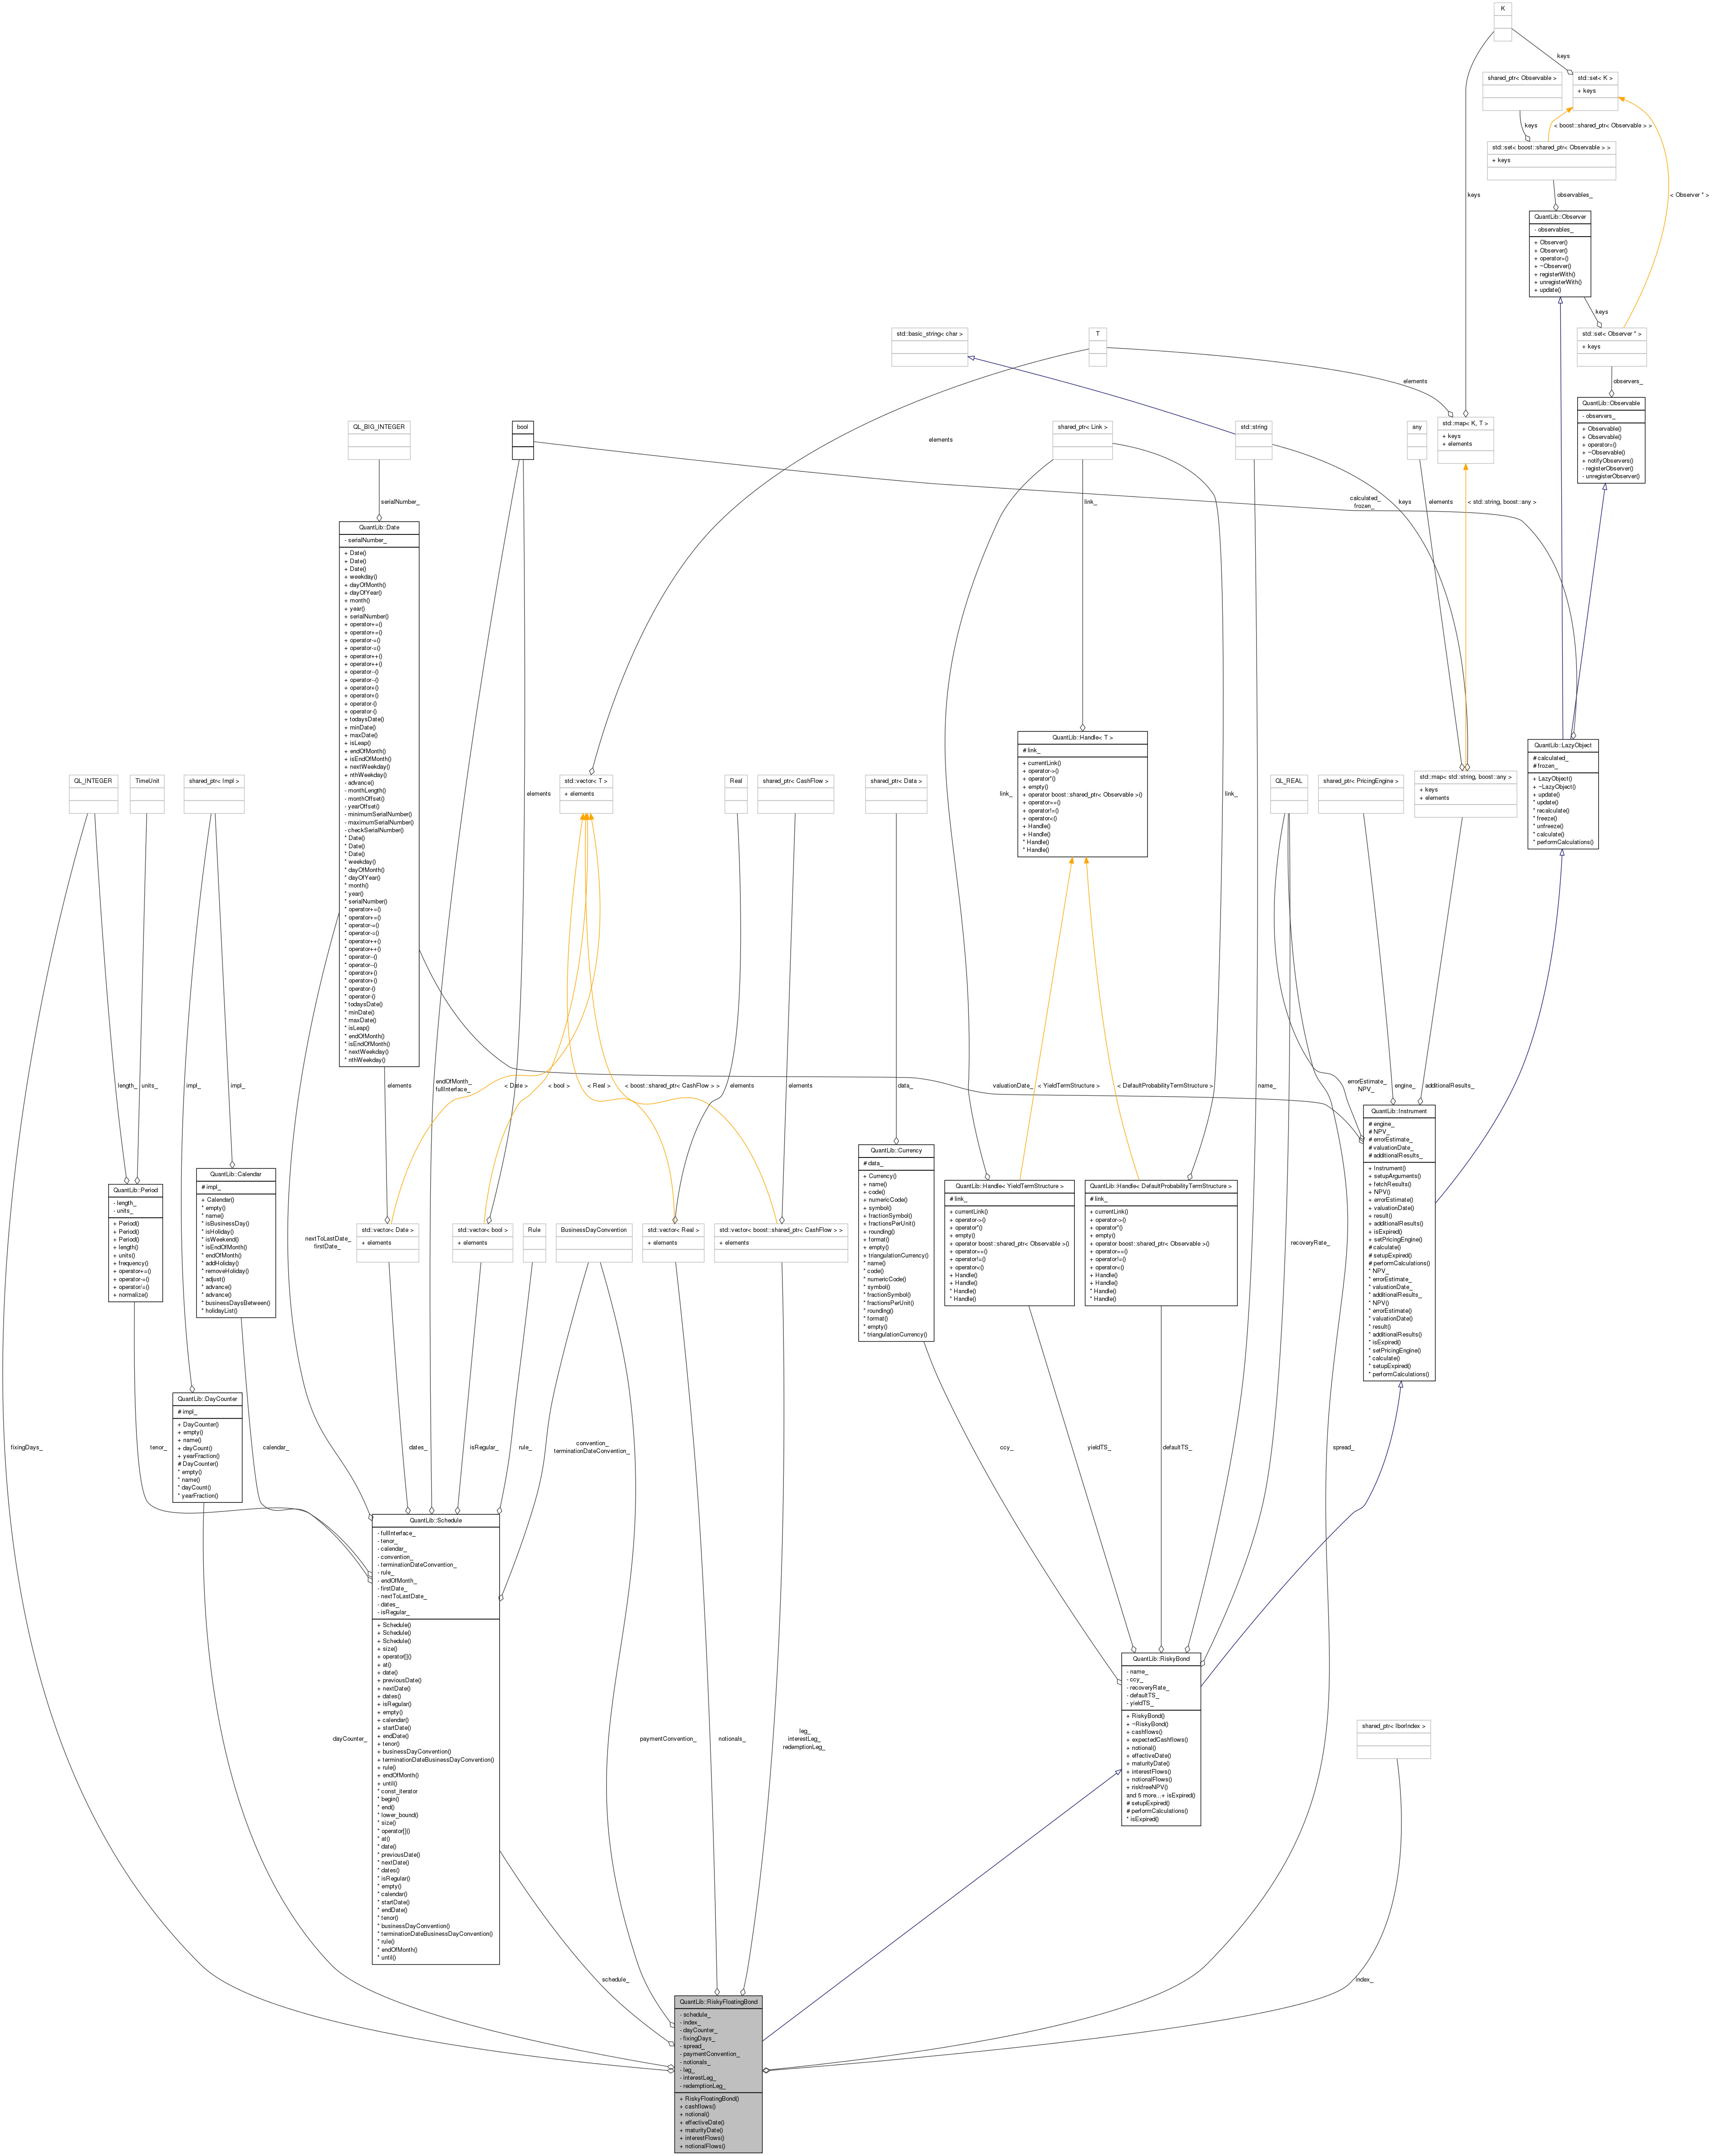 K
keys
shared_ptr< Observable >
std::set< K >
+ keys
keys
< boost::shared_ptr< Observable > >
std::set< boost::shared_ptr< Observable > >
+ keys
keys
observables_
< Observer * >
QuantLib::Observer
- observables_
+ Observer()
+ Observer()
+ operator=()
+ ~Observer()
+ registerWith()
+ unregisterWith()
+ update()
keys
std::basic_string< char >
T
std::set< Observer * >
+ keys
elements
observers_
QuantLib::Observable
- observers_
+ Observable()
+ Observable()
+ operator=()
+ ~Observable()
+ notifyObservers()
- registerObserver()
- unregisterObserver()
std::map< K, T >
+ keys
+ elements
QL_BIG_INTEGER
bool
shared_ptr< Link >
std::string
any
elements
serialNumber_
link_
calculated_
frozen_
keys
elements
< std::string, boost::any >
QuantLib::Date
- serialNumber_
+ Date()
+ Date()
+ Date()
+ weekday()
+ dayOfMonth()
+ dayOfYear()
+ month()
+ year()
+ serialNumber()
+ operator+=()
+ operator+=()
+ operator-=()
+ operator-=()
+ operator++()
+ operator++()
+ operator--()
+ operator--()
+ operator+()
+ operator+()
+ operator-()
+ operator-()
+ todaysDate()
+ minDate()
+ maxDate()
+ isLeap()
+ endOfMonth()
+ isEndOfMonth()
+ nextWeekday()
+ nthWeekday()
- advance()
- monthLength()
- monthOffset()
- yearOffset()
- minimumSerialNumber()
- maximumSerialNumber()
- checkSerialNumber()
* Date()
* Date()
* Date()
* weekday()
* dayOfMonth()
* dayOfYear()
* month()
* year()
* serialNumber()
* operator+=()
* operator+=()
* operator-=()
* operator-=()
* operator++()
* operator++()
* operator--()
* operator--()
* operator+()
* operator+()
* operator-()
* operator-()
* todaysDate()
* minDate()
* maxDate()
* isLeap()
* endOfMonth()
* isEndOfMonth()
* nextWeekday()
* nthWeekday()
elements
QuantLib::Handle< T >
# link_
+ currentLink()
+ operator->()
+ operator*()
+ empty()
+ operator boost::shared_ptr< Observable >()
+ operator==()
+ operator!=()
+ operator<()
+ Handle()
+ Handle()
* Handle()
* Handle()
link_
link_
QuantLib::LazyObject
# calculated_
# frozen_
+ LazyObject()
+ ~LazyObject()
+ update()
* update()
* recalculate()
* freeze()
* unfreeze()
* calculate()
* performCalculations()
QL_INTEGER
TimeUnit
shared_ptr< Impl >
std::vector< T >
+ elements
Real
shared_ptr< CashFlow >
shared_ptr< Data >
QL_REAL
shared_ptr< PricingEngine >
std::map< std::string, boost::any >
+ keys
+ elements
length_
units_
impl_
impl_
elements
endOfMonth_
fullInterface_
< Date >
< bool >
< Real >
< boost::shared_ptr< CashFlow > >
elements
elements
data_
valuationDate_
< YieldTermStructure >
< DefaultProbabilityTermStructure >
name_
errorEstimate_
NPV_
engine_
additionalResults_
QuantLib::Instrument
# engine_
# NPV_
# errorEstimate_
# valuationDate_
# additionalResults_
+ Instrument()
+ setupArguments()
+ fetchResults()
+ NPV()
+ errorEstimate()
+ valuationDate()
+ result()
+ additionalResults()
+ isExpired()
+ setPricingEngine()
# calculate()
# setupExpired()
# performCalculations()
* NPV_
* errorEstimate_
* valuationDate_
* additionalResults_
* NPV()
* errorEstimate()
* valuationDate()
* result()
* additionalResults()
* isExpired()
* setPricingEngine()
* calculate()
* setupExpired()
* performCalculations()
QuantLib::Currency
# data_
+ Currency()
+ name()
+ code()
+ numericCode()
+ symbol()
+ fractionSymbol()
+ fractionsPerUnit()
+ rounding()
+ format()
+ empty()
+ triangulationCurrency()
* name()
* code()
* numericCode()
* symbol()
* fractionSymbol()
* fractionsPerUnit()
* rounding()
* format()
* empty()
* triangulationCurrency()
QuantLib::Calendar
# impl_
+ Calendar()
* empty()
* name()
* isBusinessDay()
* isHoliday()
* isWeekend()
* isEndOfMonth()
* endOfMonth()
* addHoliday()
* removeHoliday()
* adjust()
* advance()
* advance()
* businessDaysBetween()
* holidayList()
QuantLib::Period
- length_
- units_
+ Period()
+ Period()
+ Period()
+ length()
+ units()
+ frequency()
+ operator+=()
+ operator-=()
+ operator/=()
+ normalize()
QuantLib::Handle< YieldTermStructure >
# link_
+ currentLink()
+ operator->()
+ operator*()
+ empty()
+ operator boost::shared_ptr< Observable >()
+ operator==()
+ operator!=()
+ operator<()
+ Handle()
+ Handle()
* Handle()
* Handle()
QuantLib::Handle< DefaultProbabilityTermStructure >
# link_
+ currentLink()
+ operator->()
+ operator*()
+ empty()
+ operator boost::shared_ptr< Observable >()
+ operator==()
+ operator!=()
+ operator<()
+ Handle()
+ Handle()
* Handle()
* Handle()
nextToLastDate_
firstDate_
std::vector< Date >
+ elements
std::vector< bool >
+ elements
Rule
BusinessDayConvention
std::vector< Real >
+ elements
std::vector< boost::shared_ptr< CashFlow > >
+ elements
recoveryRate_
QuantLib::DayCounter
# impl_
+ DayCounter()
+ empty()
+ name()
+ dayCount()
+ yearFraction()
# DayCounter()
* empty()
* name()
* dayCount()
* yearFraction()
fixingDays_
tenor_
calendar_
dates_
isRegular_
rule_
convention_
terminationDateConvention_
ccy_
yieldTS_
defaultTS_
spread_
QuantLib::Schedule
- fullInterface_
- tenor_
- calendar_
- convention_
- terminationDateConvention_
- rule_
- endOfMonth_
- firstDate_
- nextToLastDate_
- dates_
- isRegular_
+ Schedule()
+ Schedule()
+ Schedule()
+ size()
+ operator[]()
+ at()
+ date()
+ previousDate()
+ nextDate()
+ dates()
+ isRegular()
+ empty()
+ calendar()
+ startDate()
+ endDate()
+ tenor()
+ businessDayConvention()
+ terminationDateBusinessDayConvention()
+ rule()
+ endOfMonth()
+ until()
* const_iterator
* begin()
* end()
* lower_bound()
* size()
* operator[]()
* at()
* date()
* previousDate()
* nextDate()
* dates()
* isRegular()
* empty()
* calendar()
* startDate()
* endDate()
* tenor()
* businessDayConvention()
* terminationDateBusinessDayConvention()
* rule()
* endOfMonth()
* until()
QuantLib::RiskyBond
- name_
- ccy_
- recoveryRate_
- defaultTS_
- yieldTS_
+ RiskyBond()
+ ~RiskyBond()
+ cashflows()
+ expectedCashflows()
+ notional()
+ effectiveDate()
+ maturityDate()
+ interestFlows()
+ notionalFlows()
+ riskfreeNPV()
and 5 more...+ isExpired()
# setupExpired()
# performCalculations()
* isExpired()
dayCounter_
paymentConvention_
notionals_
leg_
interestLeg_
redemptionLeg_
shared_ptr< IborIndex >
schedule_
index_
QuantLib::RiskyFloatingBond
- schedule_
- index_
- dayCounter_
- fixingDays_
- spread_
- paymentConvention_
- notionals_
- leg_
- interestLeg_
- redemptionLeg_
+ RiskyFloatingBond()
+ cashflows()
+ notional()
+ effectiveDate()
+ maturityDate()
+ interestFlows()
+ notionalFlows()